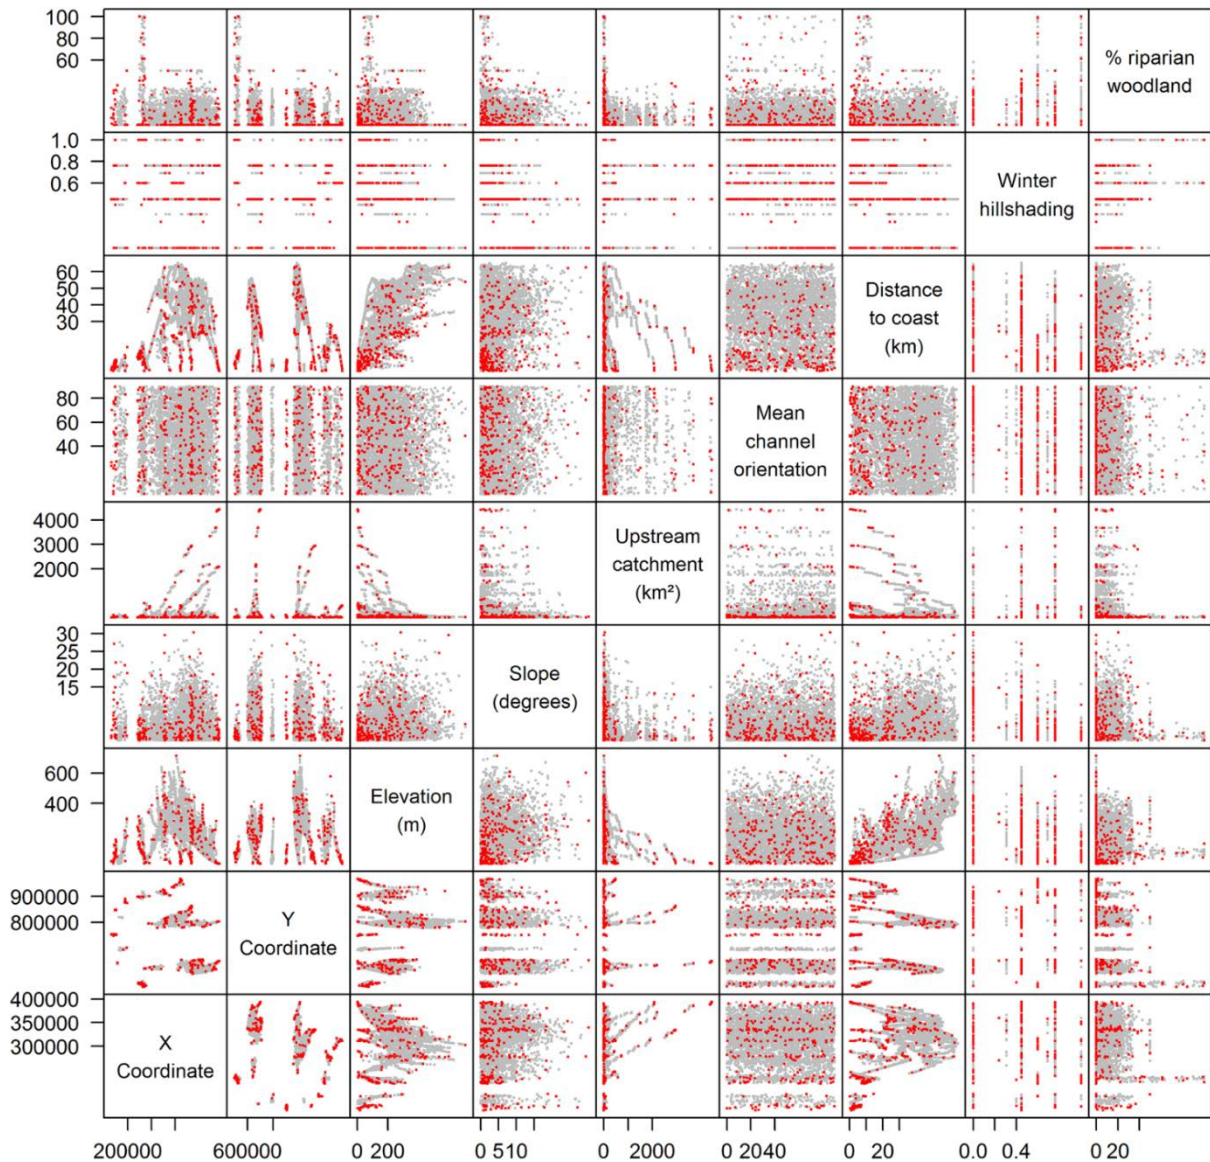 100
80
60
% riparian
woodland
1.0
0.8
0.6
Winter
hillshading
60
50
40
30
Distance
to coast
(km)
80
60
40
Mean
channel
orientation
4000
3000
2000
Upstream
catchment
(km²)
30
25
20
15
Slope
(degrees)
600
400
Elevation
(m)
900000
800000
Y
Coordinate
400000
350000
300000
X
Coordinate
200000 600000 0 200 0 510 0 2000 0 2040 0 20 0.0 0.4 0 20